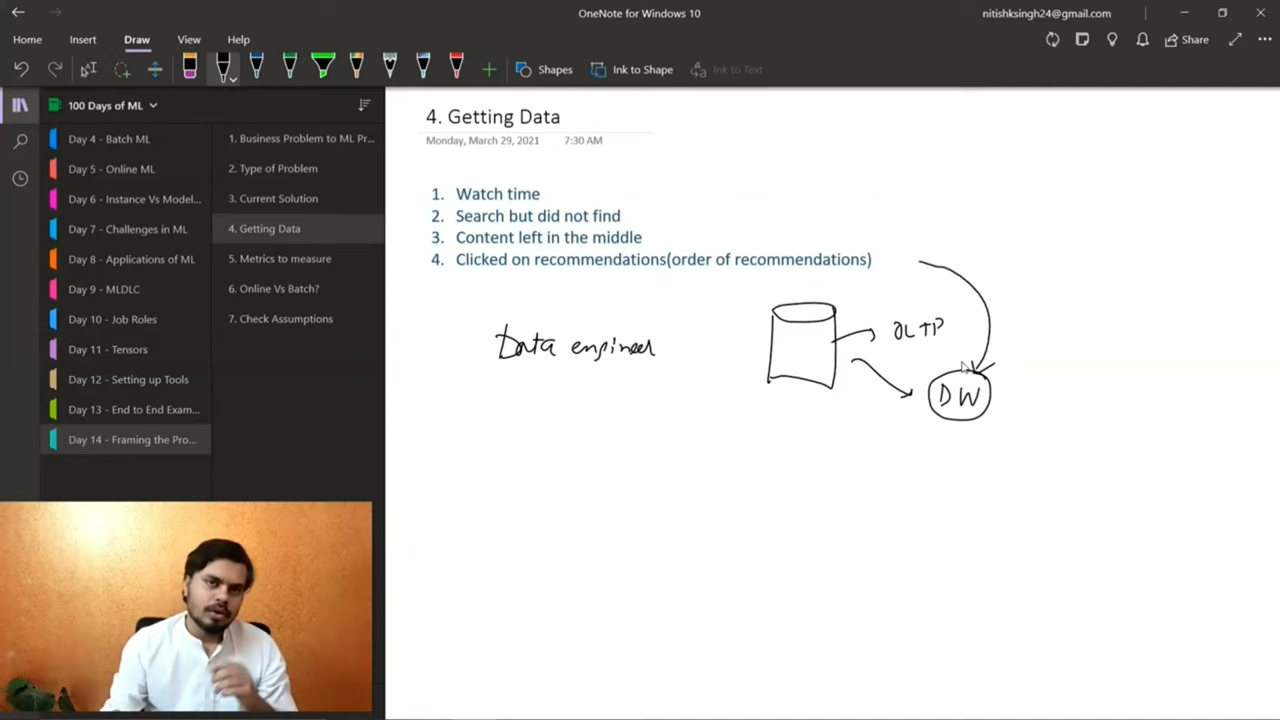 OneNote for Windows 10
nitishksingh24@gmail.com
Home
Insert
Draw
View
Help
Share
Shapes
Ink to Shape
Ink to Text
100 Days of ML
Day 4 - Batch ML
Day 5 - Online ML
Day 6 - Instance Vs Model...
Day 7 - Challenges in ML
Day 8 - Applications of ML
Day 9 - MLDLC
Day 10 - Job Roles
Day 11 - Tensors
Day 12 - Setting up Tools
Day 13 - End to End Exam...
Day 14 - Framing the Pro...
1. Business Problem to ML Pr...
2. Type of Problem
3. Current Solution
4. Getting Data
5. Metrics to measure
6. Online Vs Batch?
7. Check Assumptions
4. Getting Data
Monday, March 29, 2021 7:30 AM
1. Watch time
2. Search but did not find
3. Content left in the middle
4. Clicked on recommendations(order of recommendations)
Data engineer
OLTP
DW